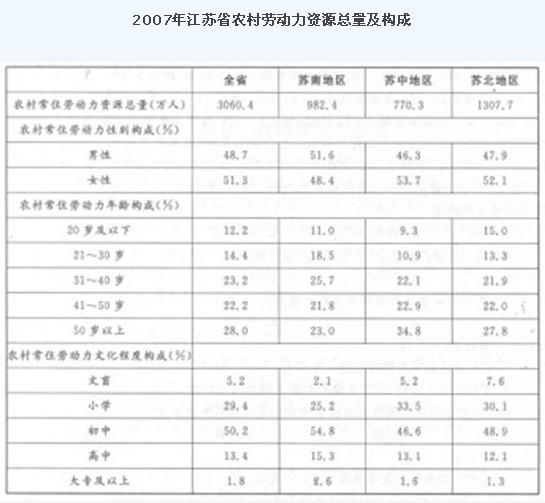 2007年江苏省农村劳动力资源总量及构成
全省 苏南地区 苏中地区 苏北地区
农村常住劳动力资源总量(万人) 3060.4 982.4 770.3 1307.7
农村常住劳动力性别构成(%)
男性 48.7 51.6 46.3 47.9
女性 51.3 48.4 53.7 52.1
农村常住劳动力年龄构成(%)
20岁及以下 12.2 11.0 9.3 15.0
21～30岁 14.4 18.5 10.9 13.3
31～40岁 23.2 25.7 22.1 21.9
41～50岁 22.2 21.8 22.9 22.0
50岁以上 28.0 23.0 34.8 27.8
农村常住劳动力文化程度构成(%)
文盲 5.2 2.1 5.2 7.6
小学 29.4 25.2 33.5 30.1
初中 50.2 54.8 46.6 48.9
高中 13.4 15.3 13.1 12.1
大专及以上 1.8 2.6 1.6 1.3